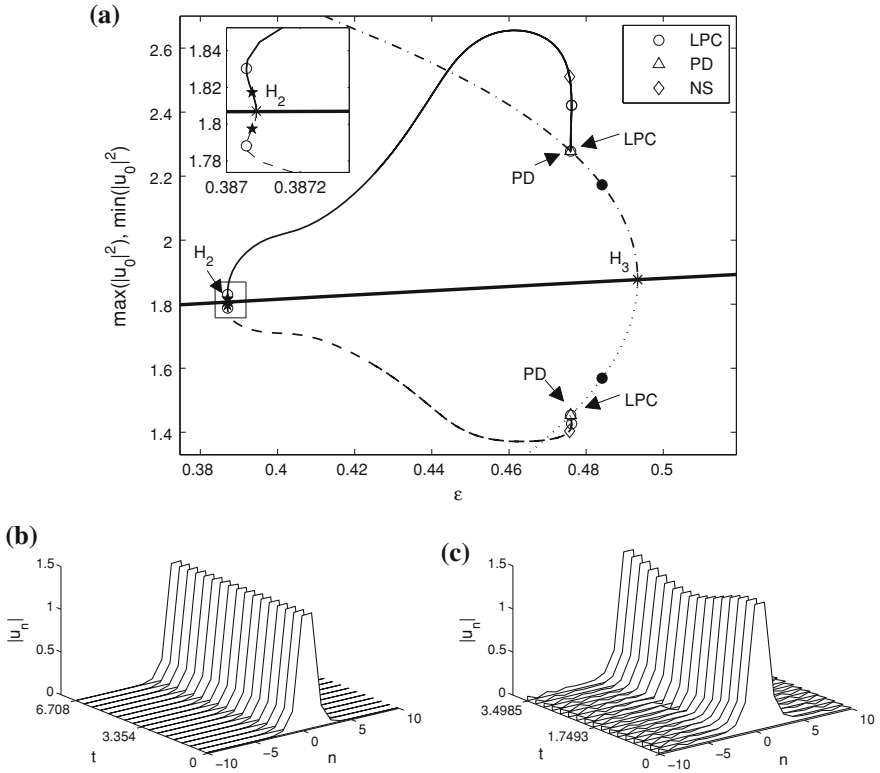 (a)
max(|u₀|²), min(|u₀|²)
2.6
2.4
2.2
2
1.8
1.6
1.4
0.38
0.4
0.42
0.44
0.46
0.48
0.5
ε
1.84
1.82
1.8
1.78
0.387
0.3872
H₂
LPC
PD
NS
LPC
PD
H₂
H₃
PD
LPC
(b)
|uₙ|
1.5
1
0.5
0
6.708
3.354
0
t
−10
−5
0
5
10
n
(c)
|uₙ|
1.5
1
0.5
0
3.4985
1.7493
0
t
−10
−5
0
5
10
n